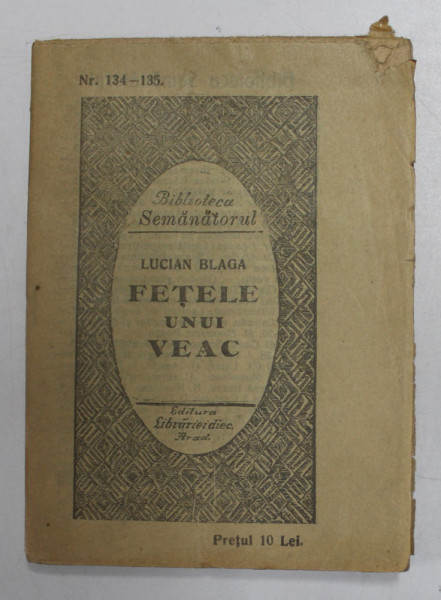 Nr. 134—135.
Biblioteca
Semănătorul
LUCIAN BLAGA
FEȚELE
UNUI
VEAC
Editura
Librăriei diec.
Arad.
Prețul 10 Lei.